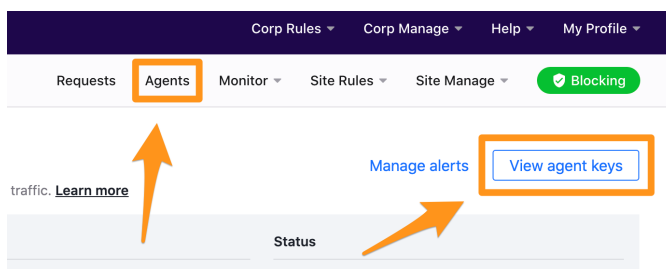 Corp Rules Corp Manage Help My Profile
Requests Agents Monitor Site Rules Site Manage Blocking
Manage alerts View agent keys
traffic. Learn more
Status